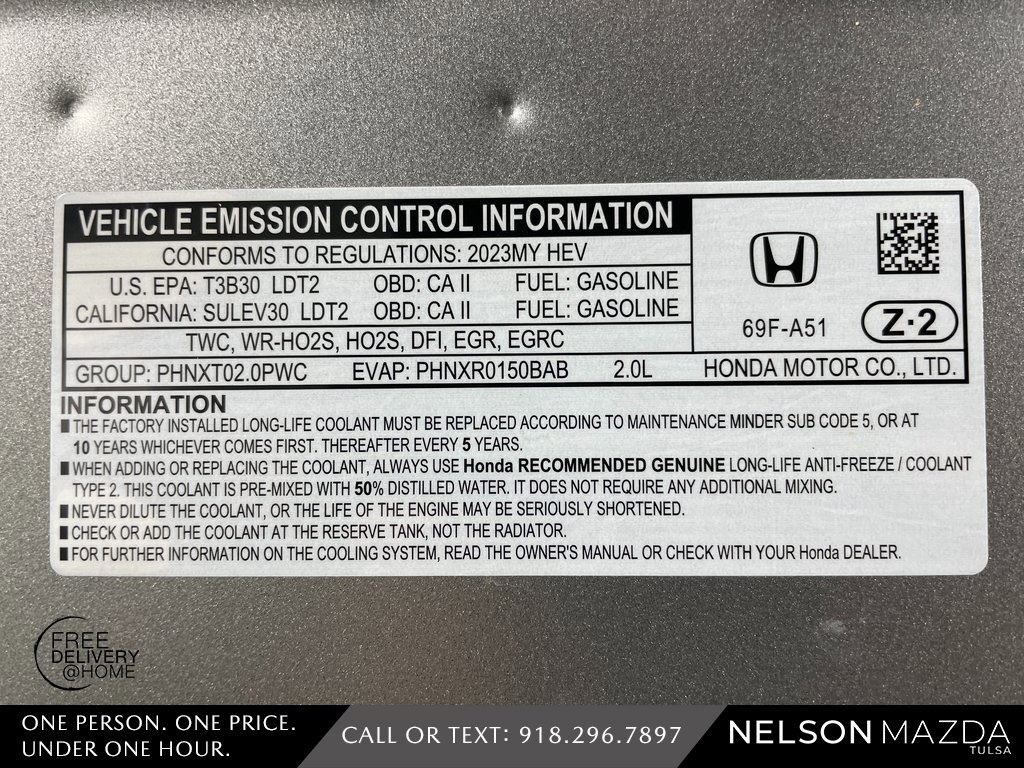 VEHICLE EMISSION CONTROL INFORMATION
CONFORMS TO REGULATIONS: 2023MY HEV
U.S. EPA: T3B30 LDT2 OBD: CA II FUEL: GASOLINE
CALIFORNIA: SULEV30 LDT2 OBD: CA II FUEL: GASOLINE
TWC, WR-HO2S, HO2S, DFI, EGR, EGRC
69F-A51 Z·2
GROUP: PHNXT02.0PWC EVAP: PHNXR0150BAB 2.0L HONDA MOTOR CO., LTD.
INFORMATION
■ THE FACTORY INSTALLED LONG-LIFE COOLANT MUST BE REPLACED ACCORDING TO MAINTENANCE MINDER SUB CODE 5, OR AT
10 YEARS WHICHEVER COMES FIRST. THEREAFTER EVERY 5 YEARS.
■ WHEN ADDING OR REPLACING THE COOLANT, ALWAYS USE Honda RECOMMENDED GENUINE LONG-LIFE ANTI-FREEZE / COOLANT
TYPE 2. THIS COOLANT IS PRE-MIXED WITH 50% DISTILLED WATER. IT DOES NOT REQUIRE ANY ADDITIONAL MIXING.
■ NEVER DILUTE THE COOLANT, OR THE LIFE OF THE ENGINE MAY BE SERIOUSLY SHORTENED.
■ CHECK OR ADD THE COOLANT AT THE RESERVE TANK, NOT THE RADIATOR.
■ FOR FURTHER INFORMATION ON THE COOLING SYSTEM, READ THE OWNER'S MANUAL OR CHECK WITH YOUR Honda DEALER.
FREE
DELIVERY
@HOME
ONE PERSON. ONE PRICE.
UNDER ONE HOUR.
CALL OR TEXT: 918.296.7897
NELSON MAZDA
TULSA